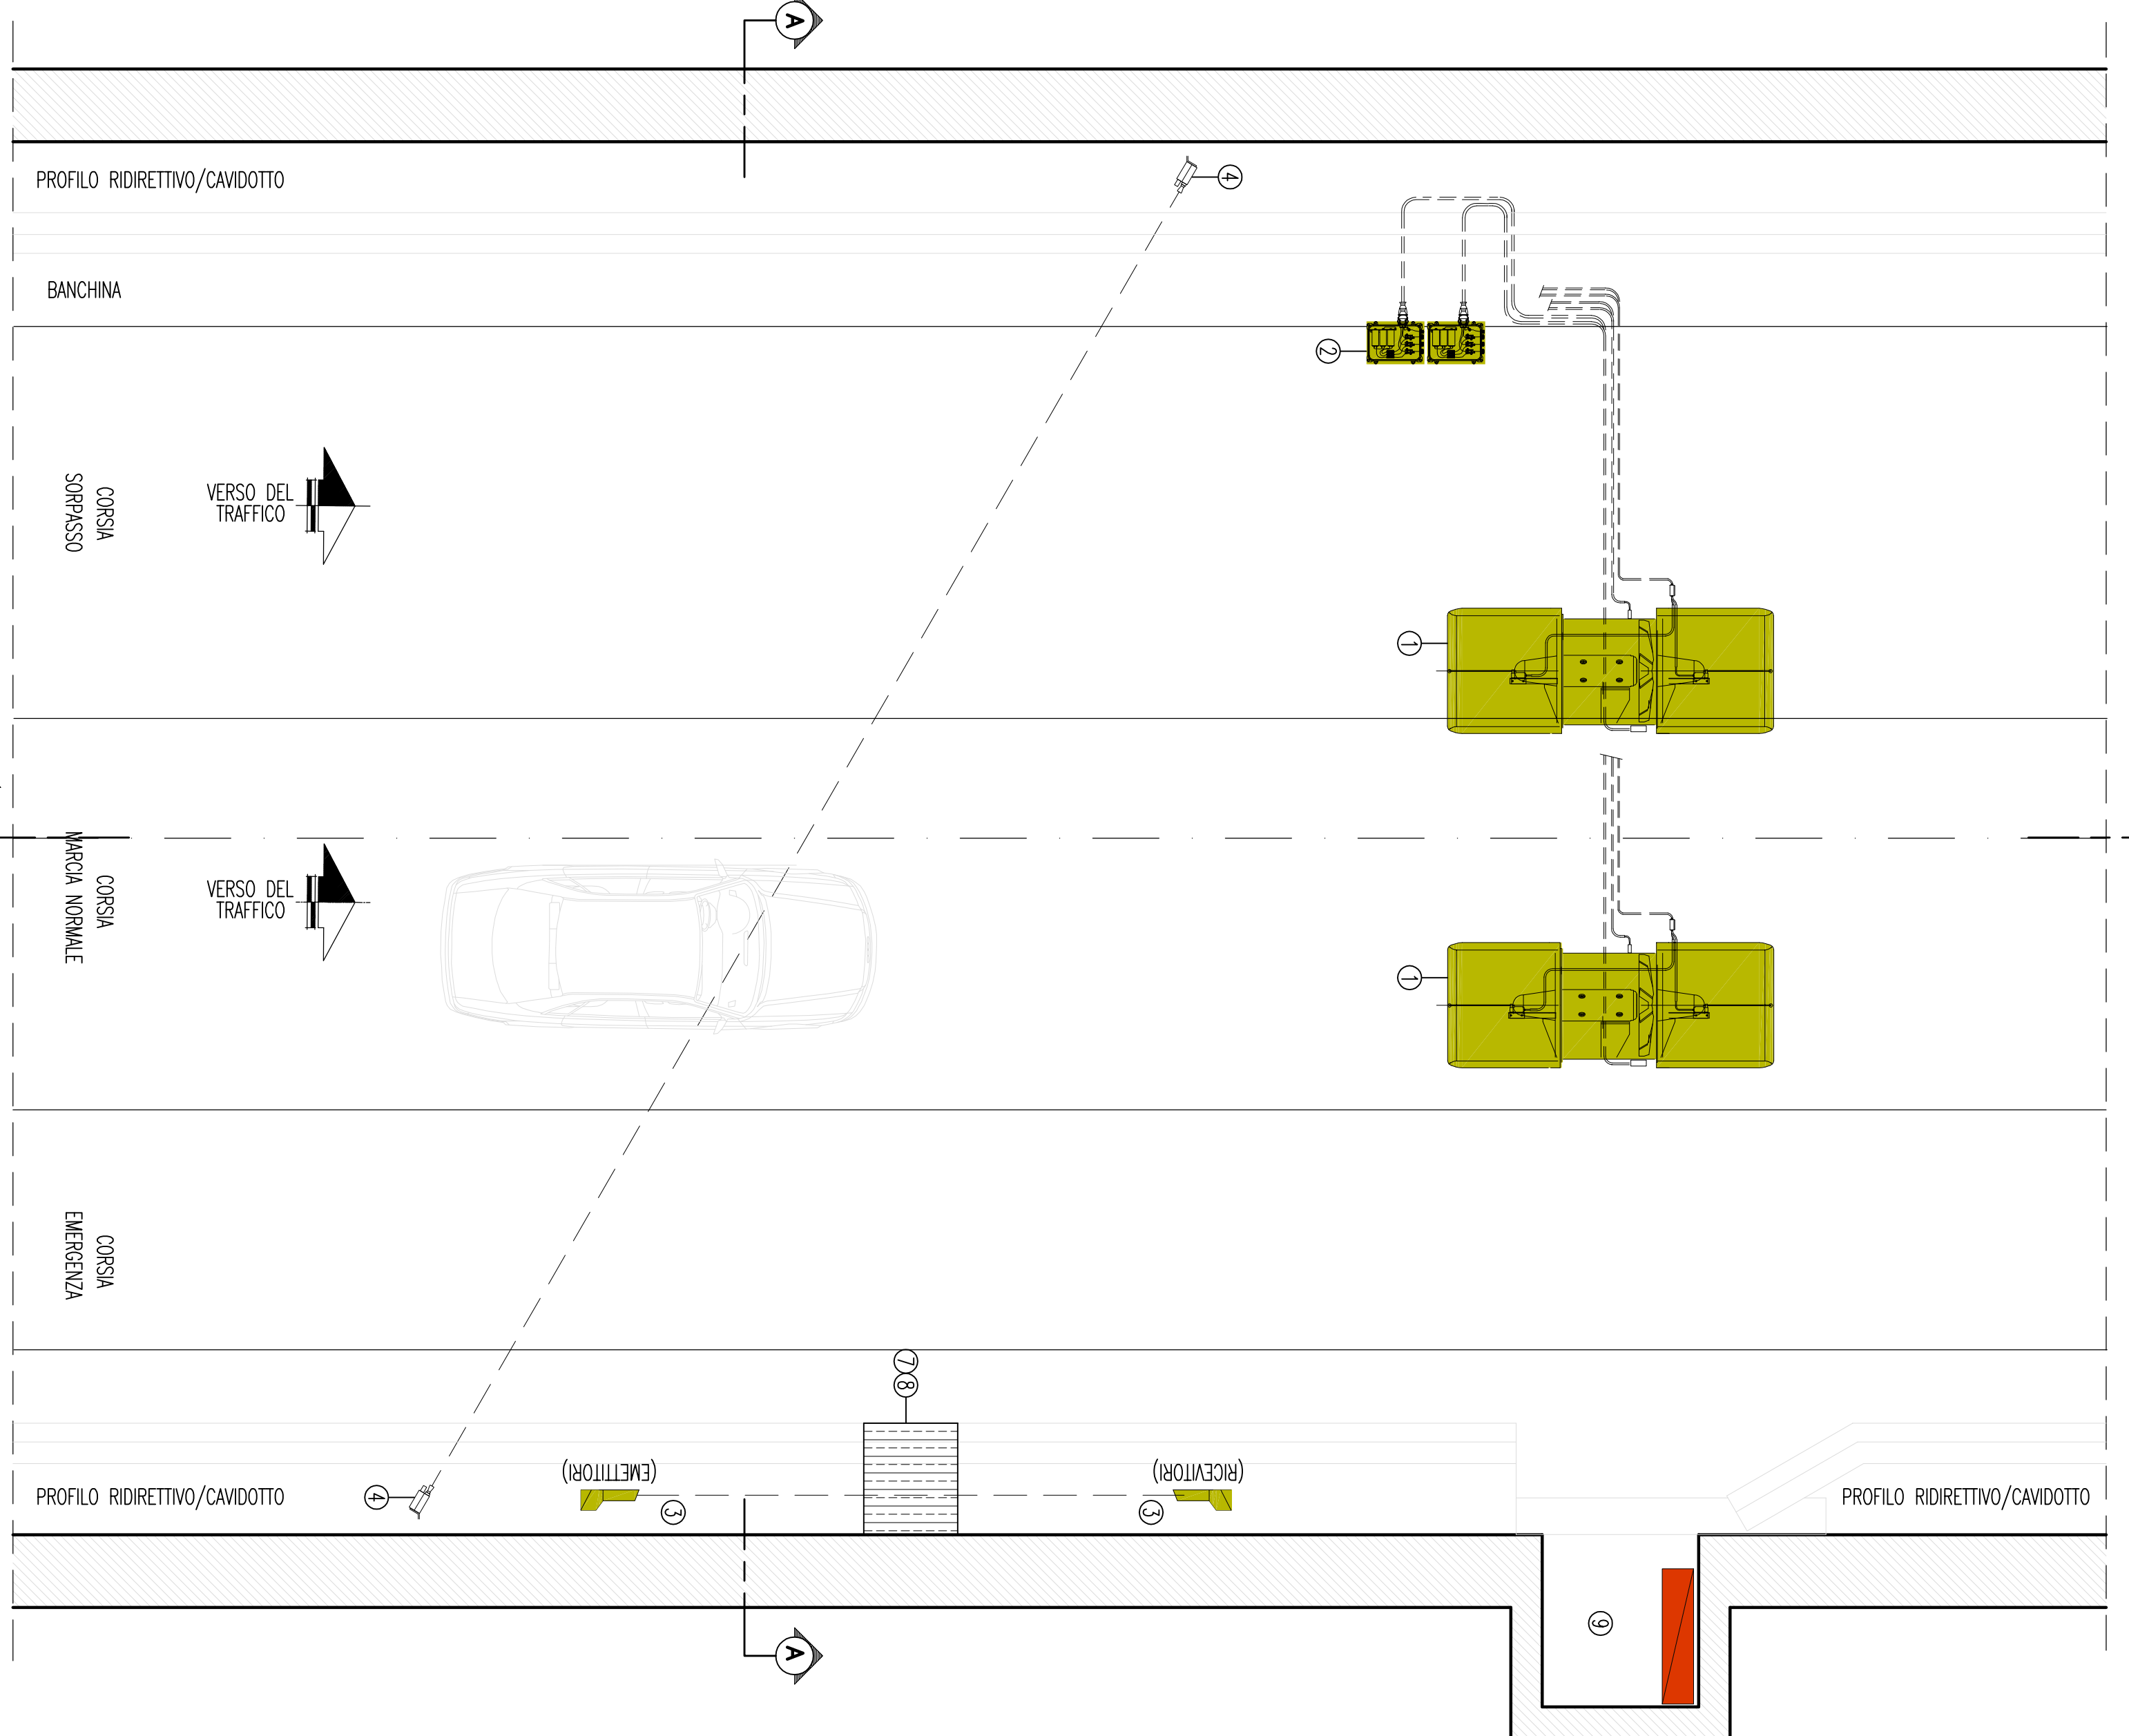 A
PROFILO RIDIRETTIVO/CAVIDOTTO
4
BANCHINA
2
CORSIA
SORPASSO
VERSO DEL
TRAFFICO
1
CORSIA
MARCIA NORMALE
VERSO DEL
TRAFFICO
1
CORSIA
EMERGENZA
7 8
(EMETTITORI)
(RICEVITORI)
PROFILO RIDIRETTIVO/CAVIDOTTO
4
3
3
PROFILO RIDIRETTIVO/CAVIDOTTO
9
A